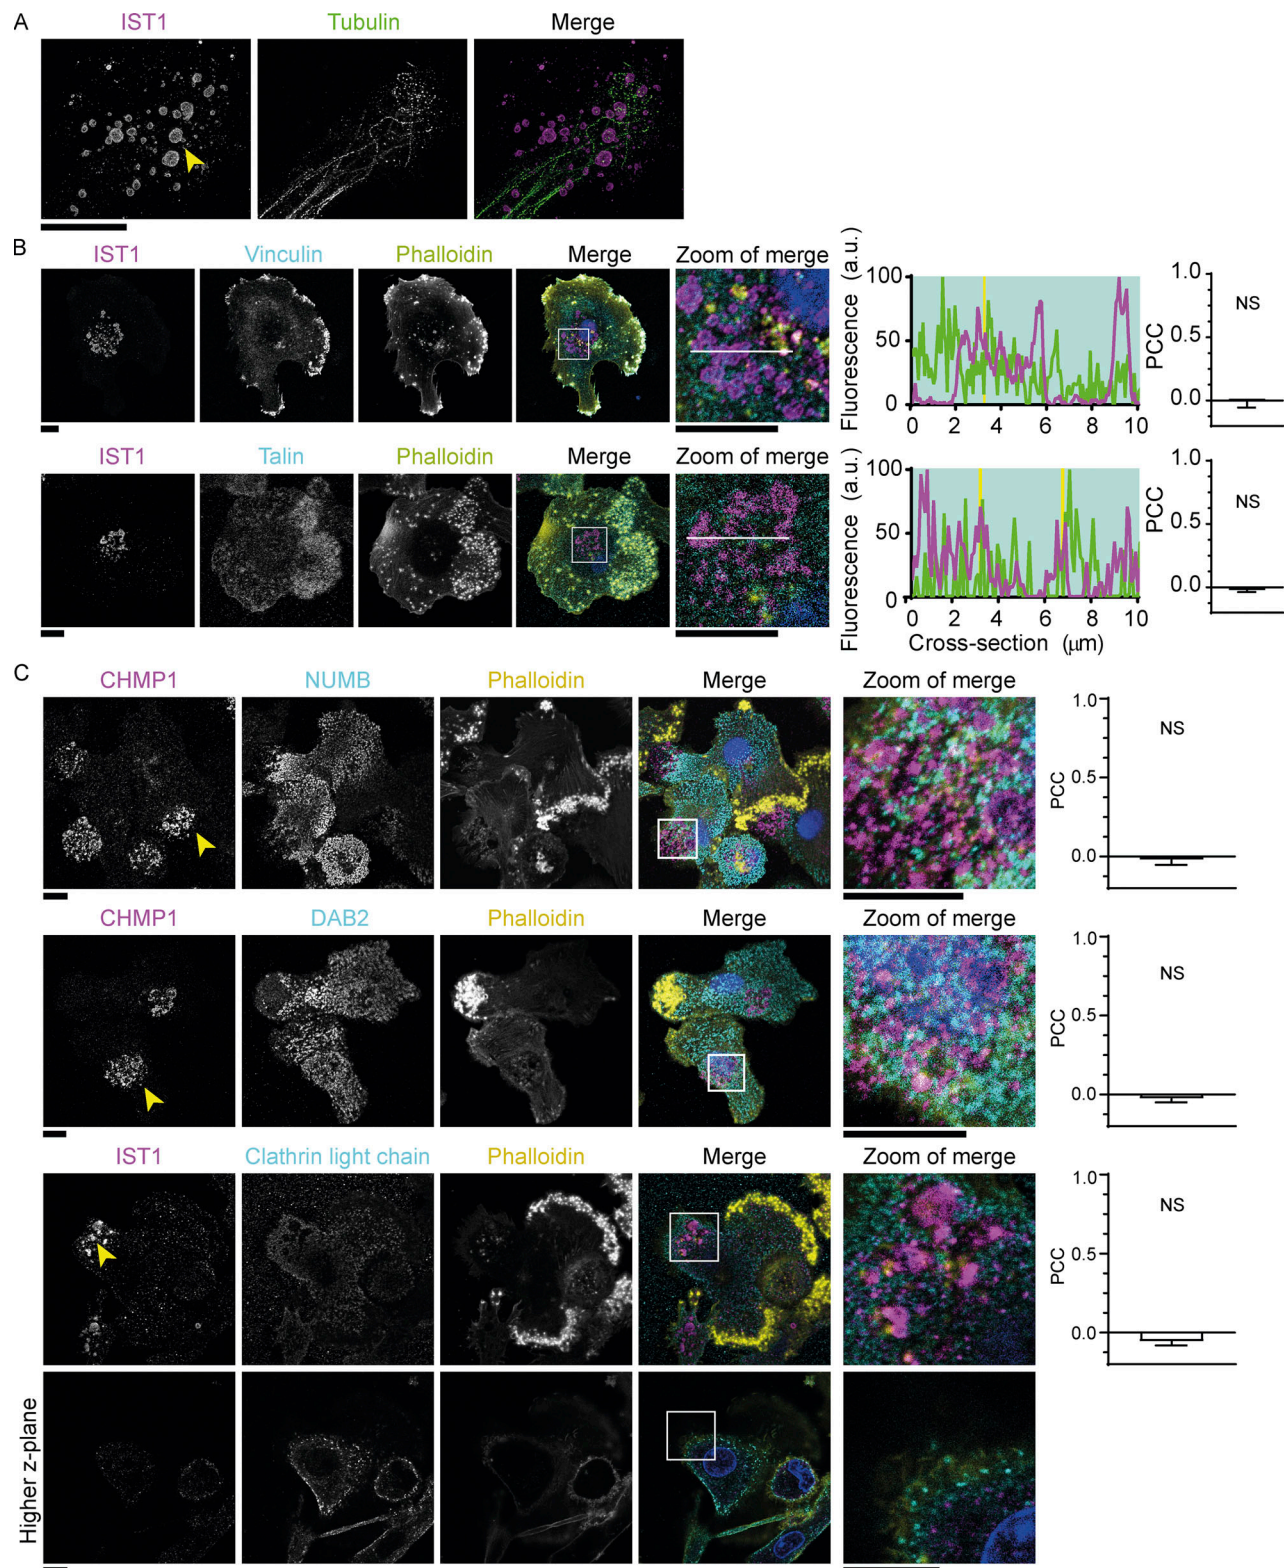 A
IST1 Tubulin Merge
B
IST1 Vinculin Phalloidin Merge Zoom of merge
Fluorescence (a.u.)
100
50
0
0 2 4 6 8 10
PCC
1.0
0.5
0.0
NS
IST1 Talin Phalloidin Merge Zoom of merge
Fluorescence (a.u.)
100
50
0
0 2 4 6 8 10
Cross-section (μm)
PCC
1.0
0.5
0.0
NS
C
CHMP1 NUMB Phalloidin Merge Zoom of merge
PCC
1.0
0.5
0.0
NS
CHMP1 DAB2 Phalloidin Merge Zoom of merge
PCC
1.0
0.5
0.0
NS
IST1 Clathrin light chain Phalloidin Merge Zoom of merge
PCC
1.0
0.5
0.0
NS
Higher z-plane